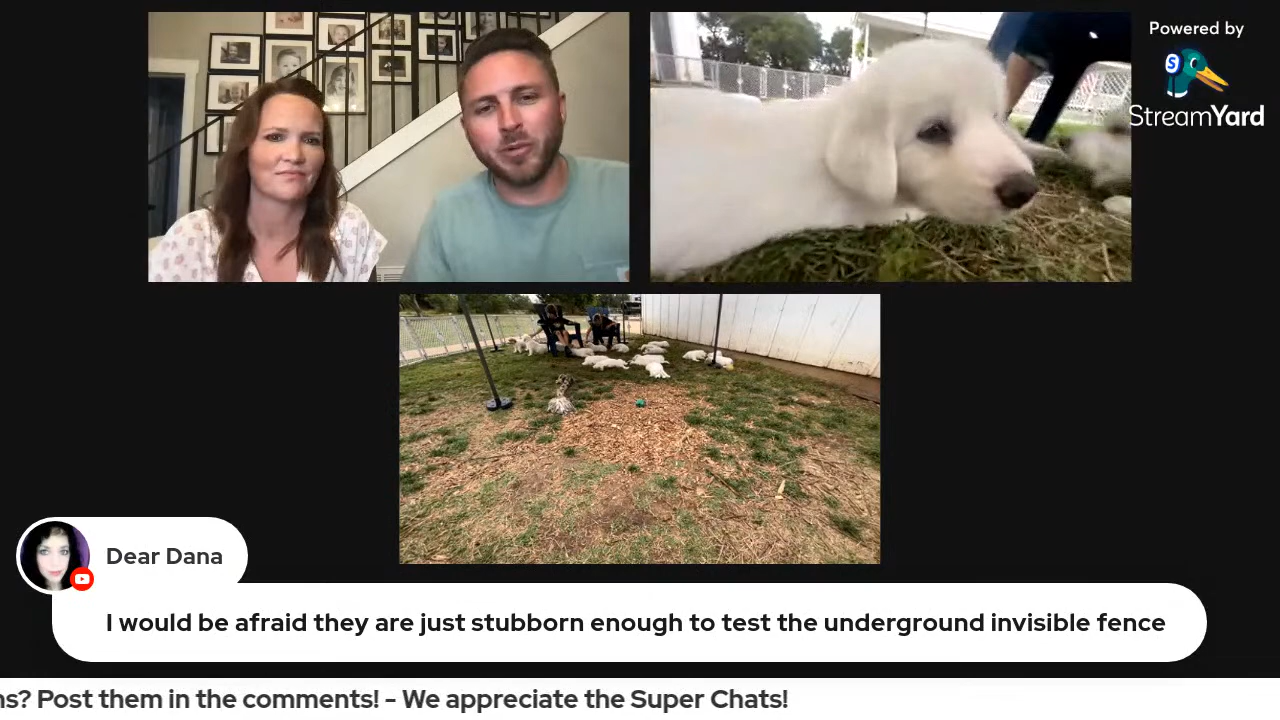 Powered by
StreamYard
Dear Dana
I would be afraid they are just stubborn enough to test the underground invisible fence
ns? Post them in the comments! - We appreciate the Super Chats!